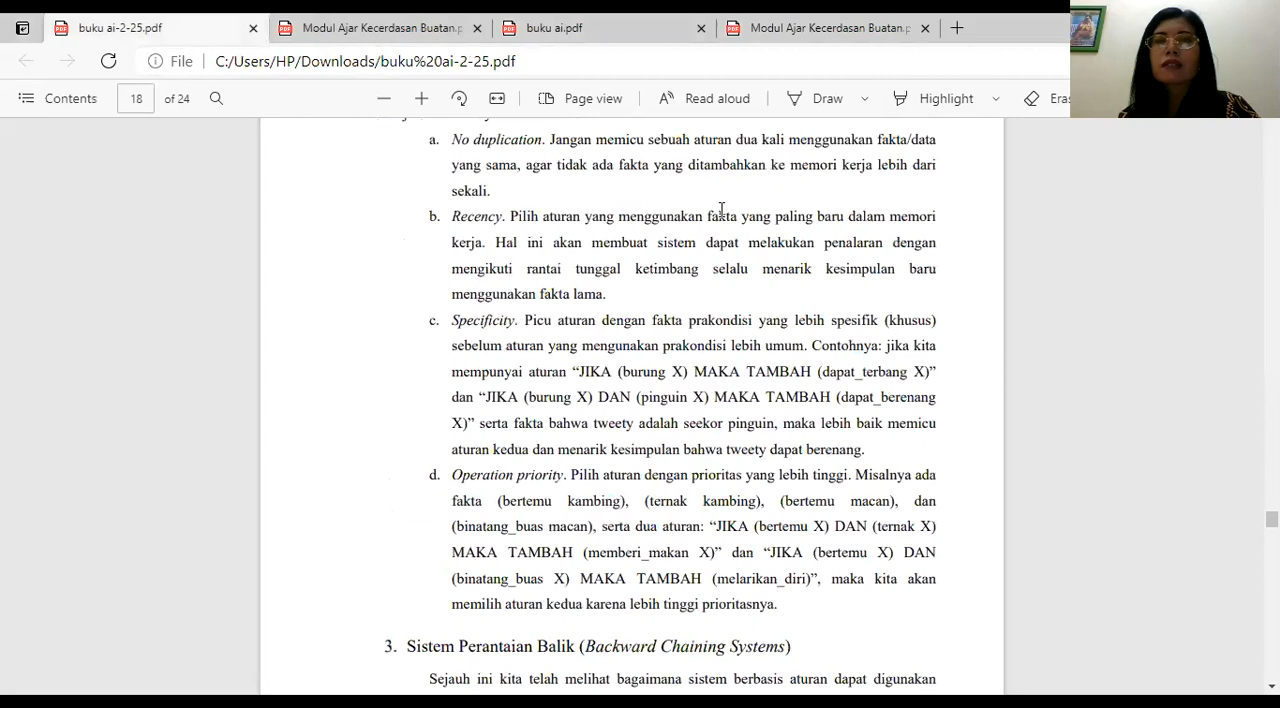 buku ai-2-25.pdf
Modul Ajar Kecerdasan Buatan.p
buku ai.pdf
Modul Ajar Kecerdasan Buatan.p
File C:/Users/HP/Downloads/buku%20ai-2-25.pdf
Contents 18 of 24 Page view Read aloud Draw Highlight Eras
a. No duplication. Jangan memicu sebuah aturan dua kali menggunakan fakta/data
yang sama, agar tidak ada fakta yang ditambahkan ke memori kerja lebih dari
sekali.
b. Recency. Pilih aturan yang menggunakan fakta yang paling baru dalam memori
kerja. Hal ini akan membuat sistem dapat melakukan penalaran dengan
mengikuti rantai tunggal ketimbang selalu menarik kesimpulan baru
menggunakan fakta lama.
c. Specificity. Picu aturan dengan fakta prakondisi yang lebih spesifik (khusus)
sebelum aturan yang mengunakan prakondisi lebih umum. Contohnya: jika kita
mempunyai aturan “JIKA (burung X) MAKA TAMBAH (dapat_terbang X)”
dan “JIKA (burung X) DAN (pinguin X) MAKA TAMBAH (dapat_berenang
X)” serta fakta bahwa tweety adalah seekor pinguin, maka lebih baik memicu
aturan kedua dan menarik kesimpulan bahwa tweety dapat berenang.
d. Operation priority. Pilih aturan dengan prioritas yang lebih tinggi. Misalnya ada
fakta (bertemu kambing), (ternak kambing), (bertemu macan), dan
(binatang_buas macan), serta dua aturan: “JIKA (bertemu X) DAN (ternak X)
MAKA TAMBAH (memberi_makan X)” dan “JIKA (bertemu X) DAN
(binatang_buas X) MAKA TAMBAH (melarikan_diri)”, maka kita akan
memilih aturan kedua karena lebih tinggi prioritasnya.
3. Sistem Perantaian Balik (Backward Chaining Systems)
Sejauh ini kita telah melihat bagaimana sistem berbasis aturan dapat digunakan